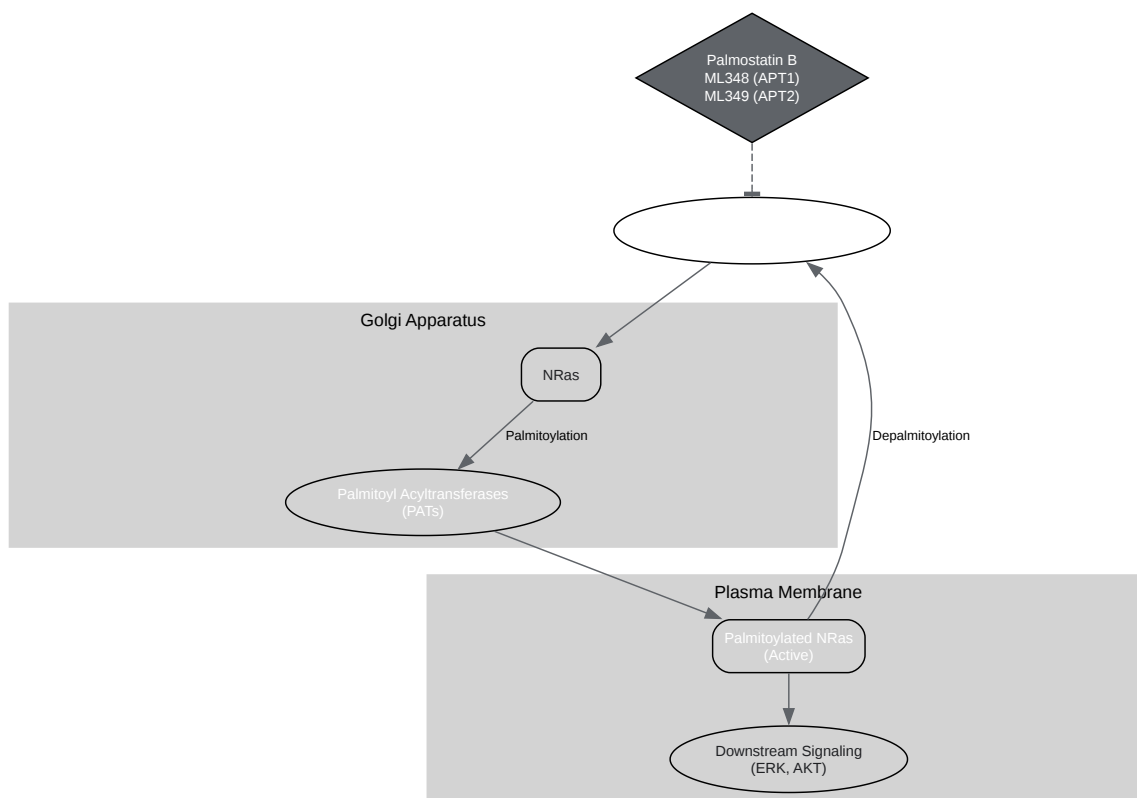 Palmostatin B
ML348 (APT1)
ML349 (APT2)
Golgi Apparatus
NRas
Palmitoylation
Depalmitoylation
Palmitoyl Acyltransferases
(PATs)
Plasma Membrane
Palmitoylated NRas
(Active)
Downstream Signaling
(ERK, AKT)